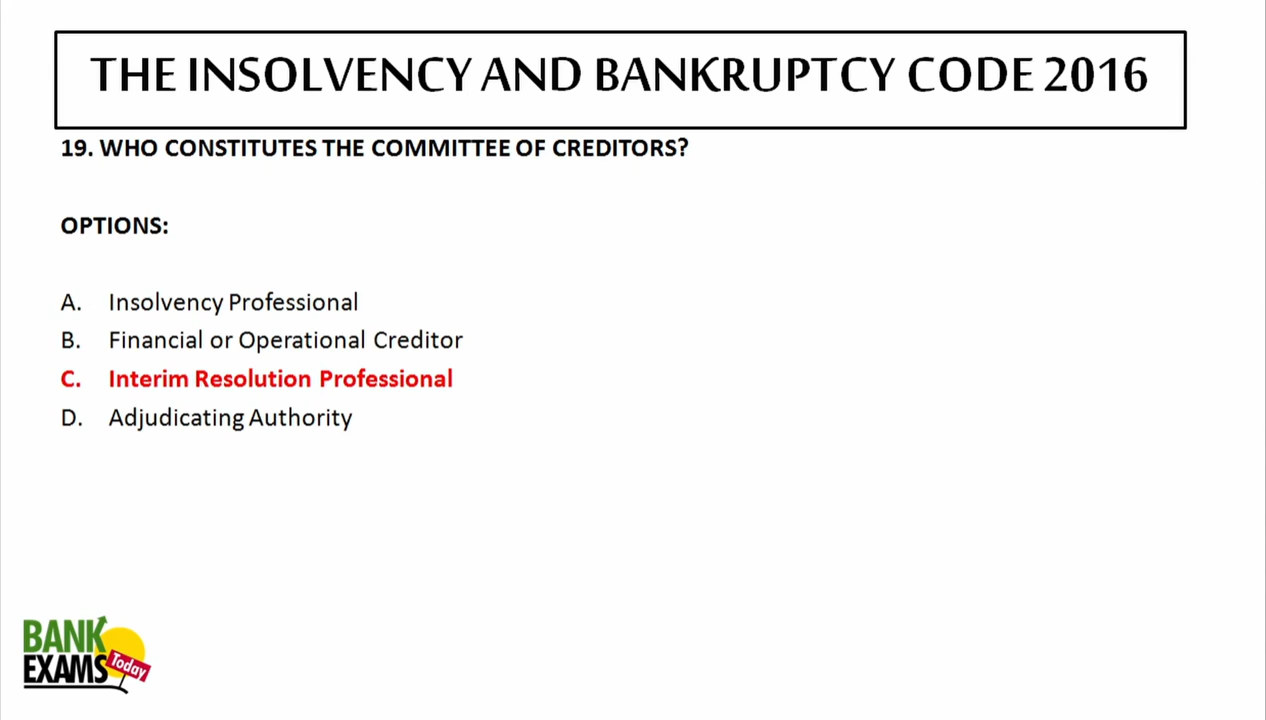 THE INSOLVENCY AND BANKRUPTCY CODE 2016
19. WHO CONSTITUTES THE COMMITTEE OF CREDITORS?
OPTIONS:
A. Insolvency Professional
B. Financial or Operational Creditor
C. Interim Resolution Professional
D. Adjudicating Authority
BANK
EXAMS Today